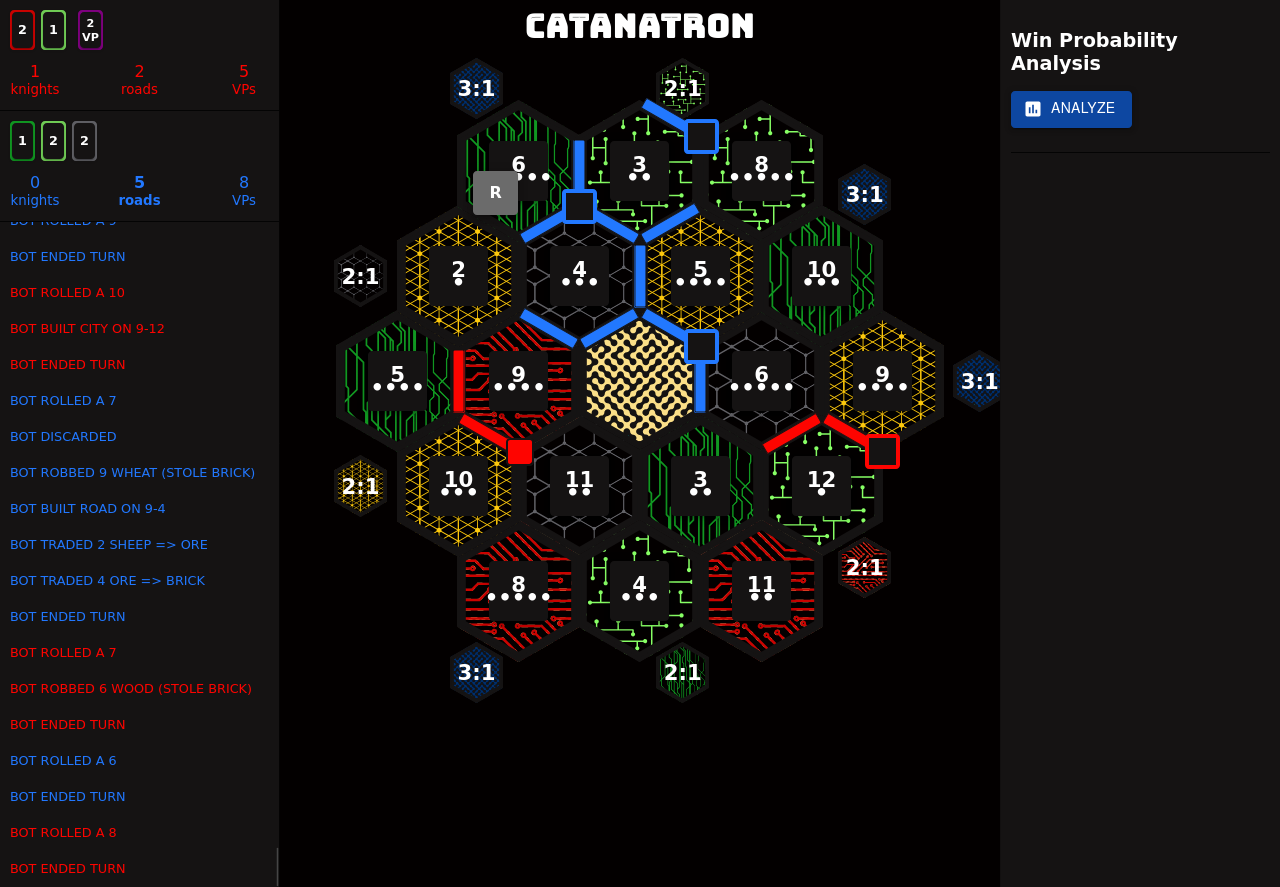 2 1 2 VP
1 2 5
knights roads VPs
1 2 2
0 5 8
knights roads VPs
BOT ENDED TURN
BOT ROLLED A 10
BOT BUILT CITY ON 9-12
BOT ENDED TURN
BOT ROLLED A 7
BOT DISCARDED
BOT ROBBED 9 WHEAT (STOLE BRICK)
BOT BUILT ROAD ON 9-4
BOT TRADED 2 SHEEP => ORE
BOT TRADED 4 ORE => BRICK
BOT ENDED TURN
BOT ROLLED A 7
BOT ROBBED 6 WOOD (STOLE BRICK)
BOT ENDED TURN
BOT ROLLED A 6
BOT ENDED TURN
BOT ROLLED A 8
BOT ENDED TURN
CATANATRON
3:1 2:1
6 3 8
R 3:1
2:1 2 4 5 10
5 9 6 9 3:1
2:1 10 11 3 12
8 4 11 2:1
3:1 2:1
Win Probability
Analysis
ANALYZE